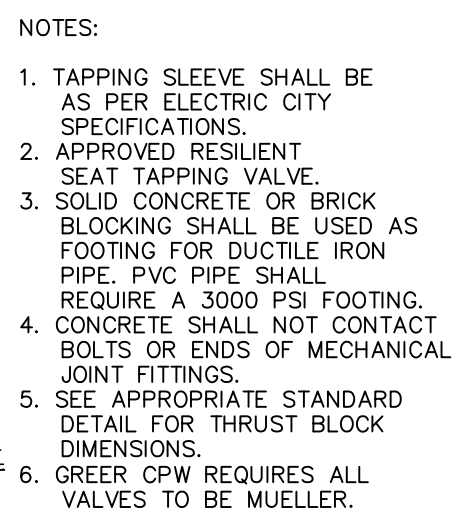 NOTES:
1. TAPPING SLEEVE SHALL BE
AS PER ELECTRIC CITY
SPECIFICATIONS.
2. APPROVED RESILIENT
SEAT TAPPING VALVE.
3. SOLID CONCRETE OR BRICK
BLOCKING SHALL BE USED AS
FOOTING FOR DUCTILE IRON
PIPE. PVC PIPE SHALL
REQUIRE A 3000 PSI FOOTING.
4. CONCRETE SHALL NOT CONTACT
BOLTS OR ENDS OF MECHANICAL
JOINT FITTINGS.
5. SEE APPROPRIATE STANDARD
DETAIL FOR THRUST BLOCK
DIMENSIONS.
6. GREER CPW REQUIRES ALL
VALVES TO BE MUELLER.